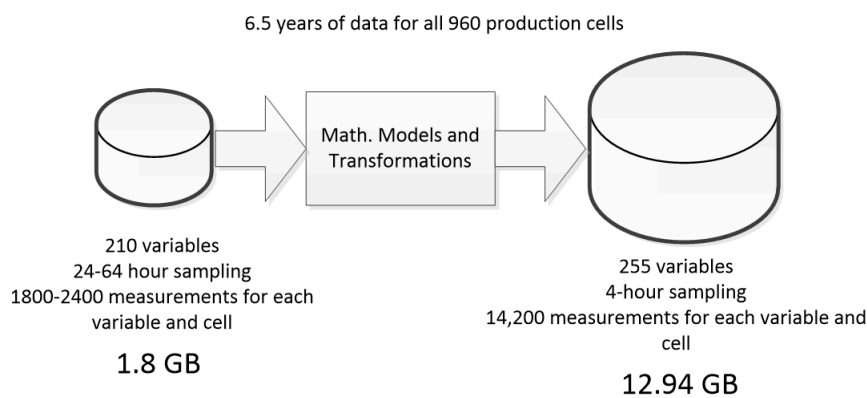 6.5 years of data for all 960 production cells
Math. Models and
Transformations
210 variables
24-64 hour sampling
1800-2400 measurements for each
variable and cell
1.8 GB
255 variables
4-hour sampling
14,200 measurements for each variable and
cell
12.94 GB